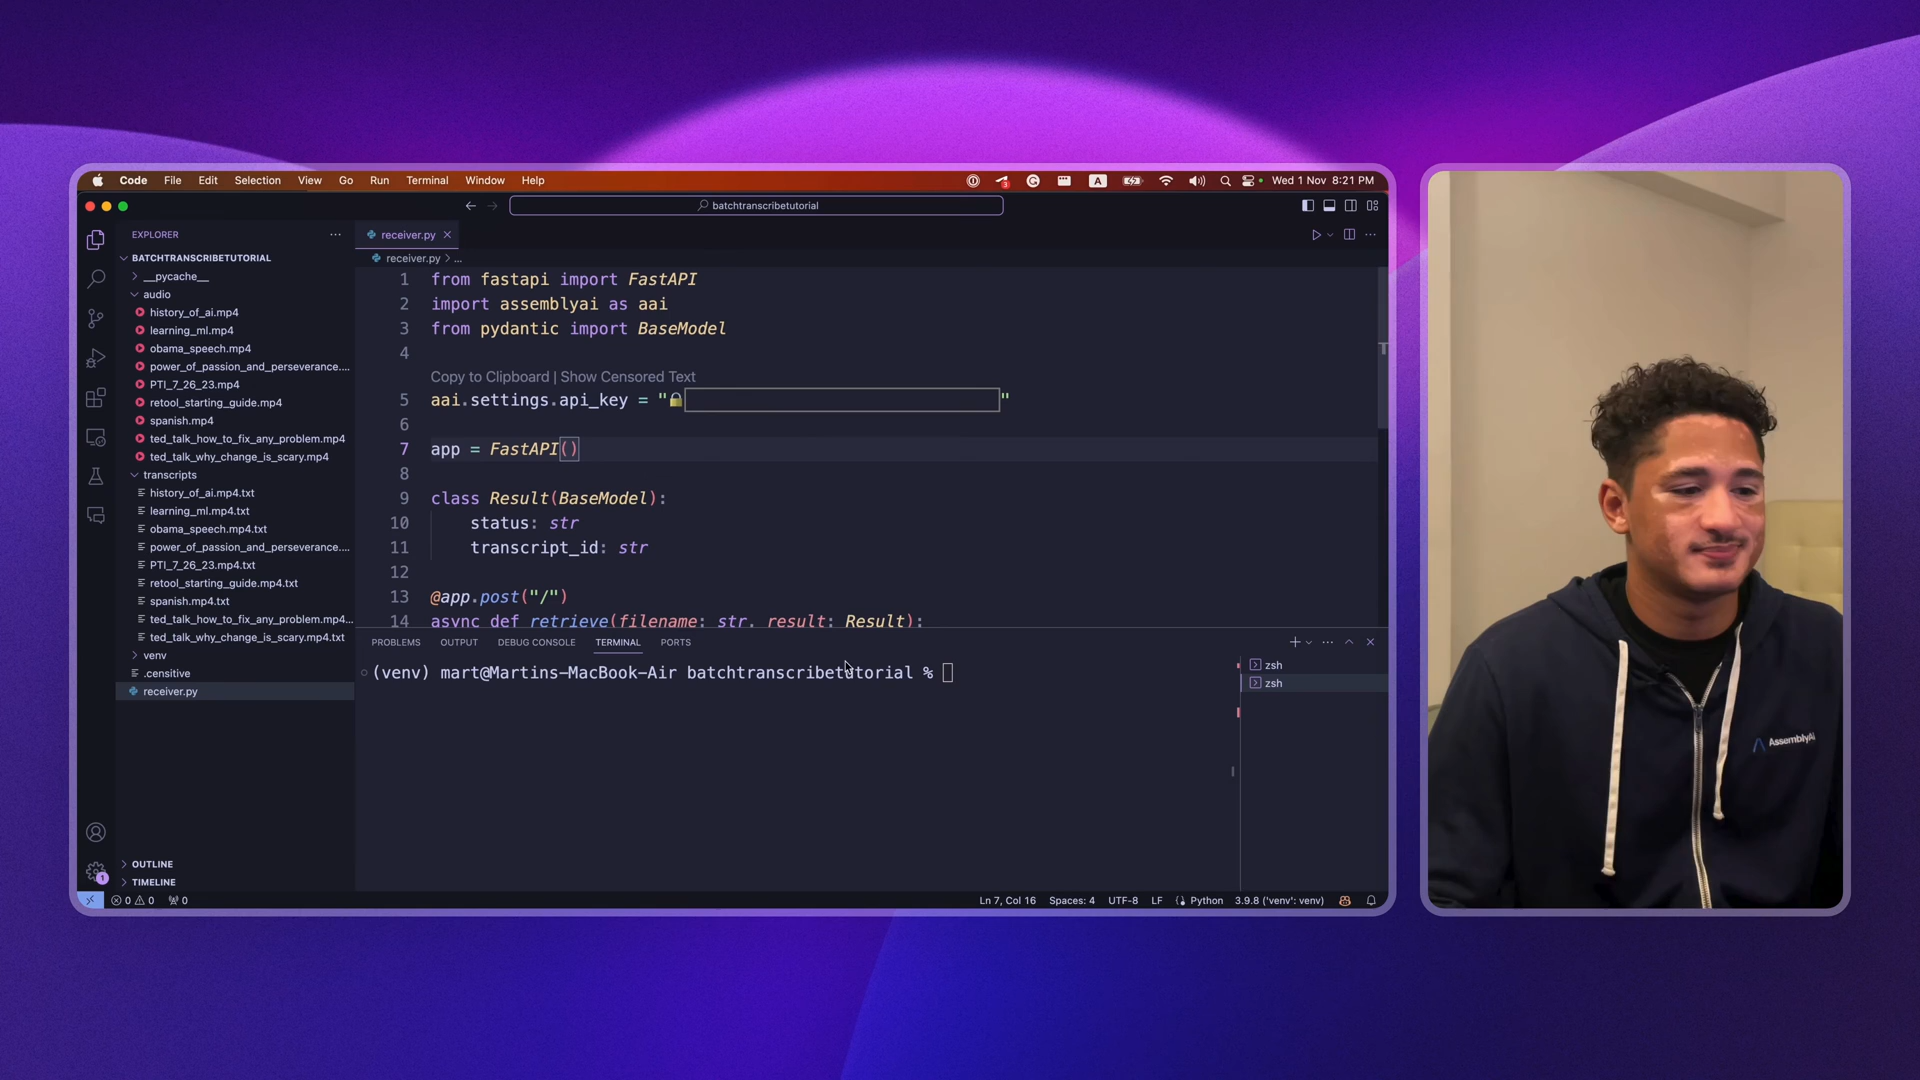 Code File Edit Selection View Go Run Terminal Window Help
3
A
Wed 1 Nov 8:21 PM
batchtranscribetutorial
EXPLORER
BATCHTRANSCRIBETUTORIAL
__pycache__
audio
history_of_ai.mp4
learning_ml.mp4
obama_speech.mp4
power_of_passion_and_perseverance....
PTI_7_26_23.mp4
retool_starting_guide.mp4
spanish.mp4
ted_talk_how_to_fix_any_problem.mp4
ted_talk_why_change_is_scary.mp4
transcripts
history_of_ai.mp4.txt
learning_ml.mp4.txt
obama_speech.mp4.txt
power_of_passion_and_perseverance....
PTI_7_26_23.mp4.txt
retool_starting_guide.mp4.txt
spanish.mp4.txt
ted_talk_how_to_fix_any_problem.mp4...
ted_talk_why_change_is_scary.mp4.txt
venv
.censitive
receiver.py
OUTLINE
TIMELINE
1
receiver.py
receiver.py > ...
1 from fastapi import FastAPI
2 import assemblyai as aai
3 from pydantic import BaseModel
4
Copy to Clipboard | Show Censored Text
5 aai.settings.api_key = "🔒"
6
7 app = FastAPI()
8
9 class Result(BaseModel):
10 status: str
11 transcript_id: str
12
13 @app.post("/")
14 async def retrieve(filename: str, result: Result):
PROBLEMS OUTPUT DEBUG CONSOLE TERMINAL PORTS
(venv) mart@Martins-MacBook-Air batchtranscribetutorial %
zsh
zsh
0 0 0
Ln 7, Col 16 Spaces: 4 UTF-8 LF Python 3.9.8 ('venv': venv)
AssemblyAI